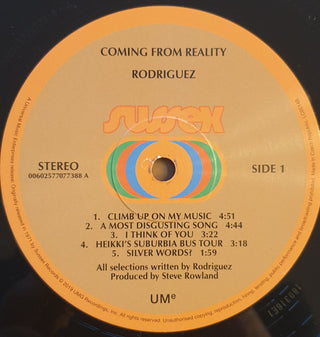 COMING FROM REALITY
RODRIGUEZ
sussex
STEREO
00602577077388 A
SIDE 1
1. CLIMB UP ON MY MUSIC 4:51
2. A MOST DISGUSTING SONG 4:44
3. I THINK OF YOU 3:22
4. HEIKKI'S SUBURBIA BUS TOUR 3:18
5. SILVER WORDS? 1:59
All selections written by Rodriguez
Produced by Steve Rowland
UMe